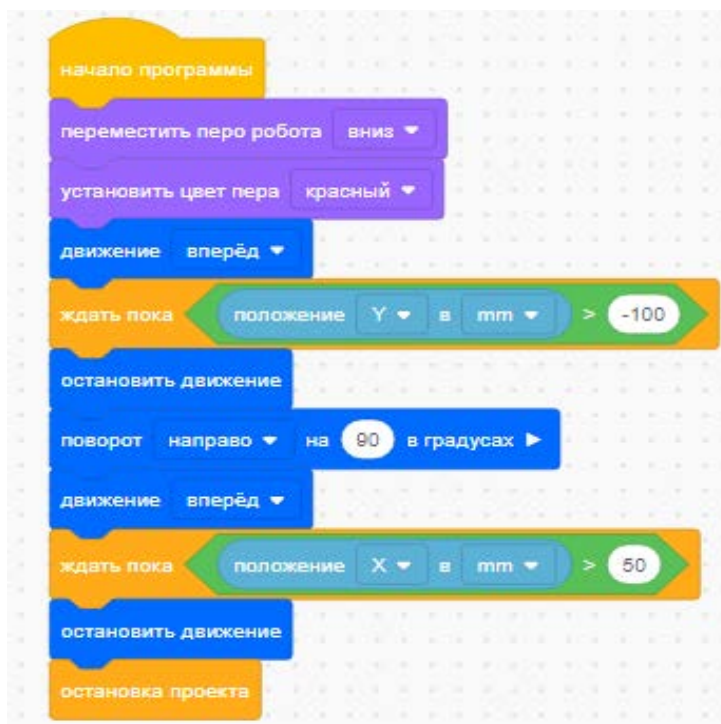 начало программы
переместить перо робота вниз
установить цвет пера красный
движение вперёд
ждать пока положение Y в mm > -100
остановить движение
поворот направо на 90 в градусах
движение вперёд
ждать пока положение X в mm > 50
остановить движение
остановка проекта